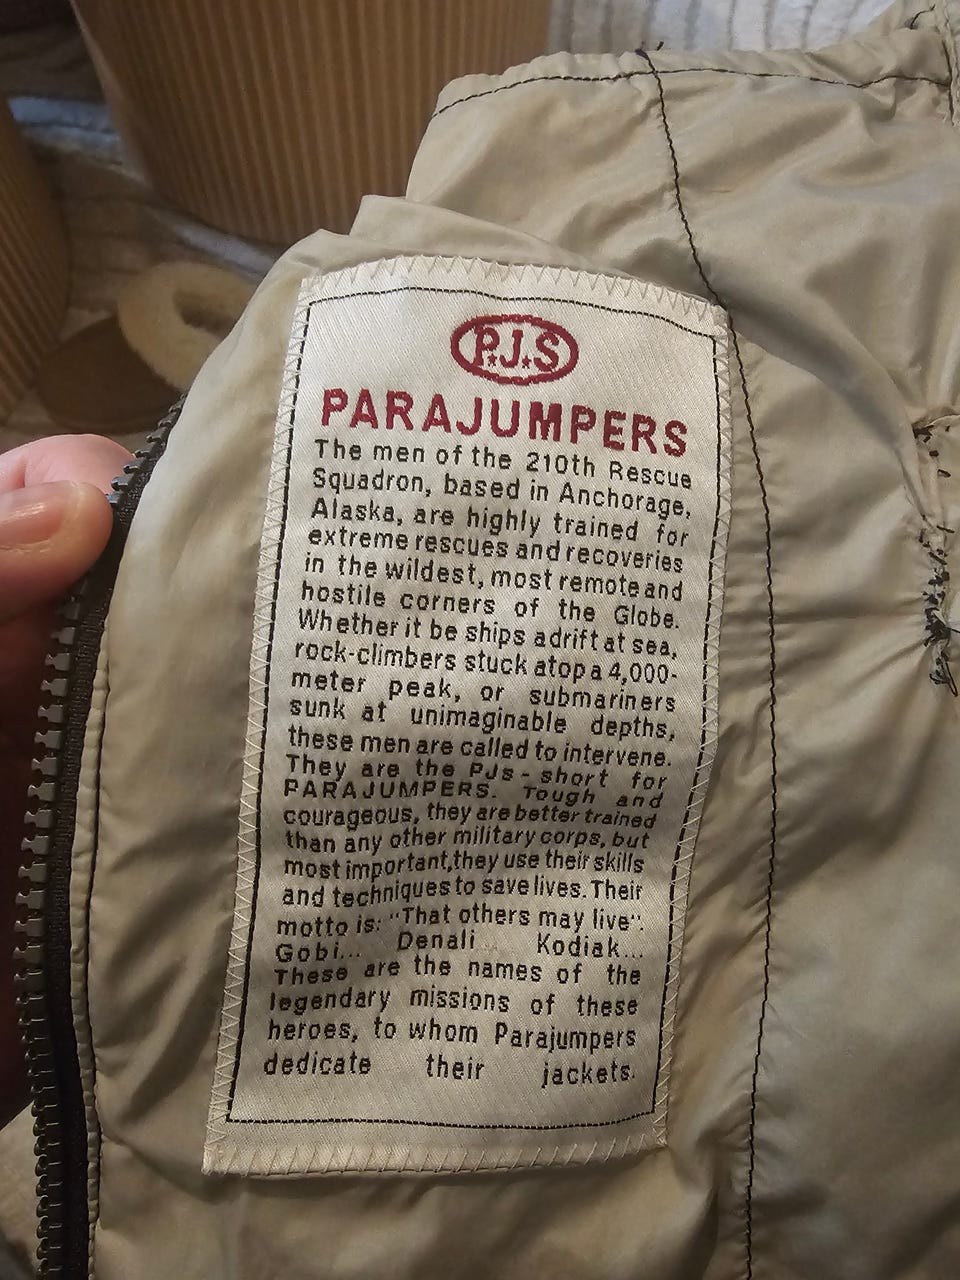 P.J.S
PARAJUMPERS
The men of the 210th Rescue
Squadron, based in Anchorage,
Alaska, are highly trained for
extreme rescues and recoveries
in the wildest, most remote and
hostile corners of the Globe.
Whether it be ships adrift at sea,
rock-climbers stuck atop a 4,000-
meter peak, or submariners
sunk at unimaginable depths,
these men are called to intervene.
They are the PJs - short for
PARAJUMPERS. Tough and
courageous, they are better trained
than any other military corps, but
most important, they use their skills
and techniques to save lives. Their
motto is: "That others may live".
Gobi... Denali... Kodiak...
These are the names of the
legendary missions of these
heroes, to whom Parajumpers
dedicate their jackets.